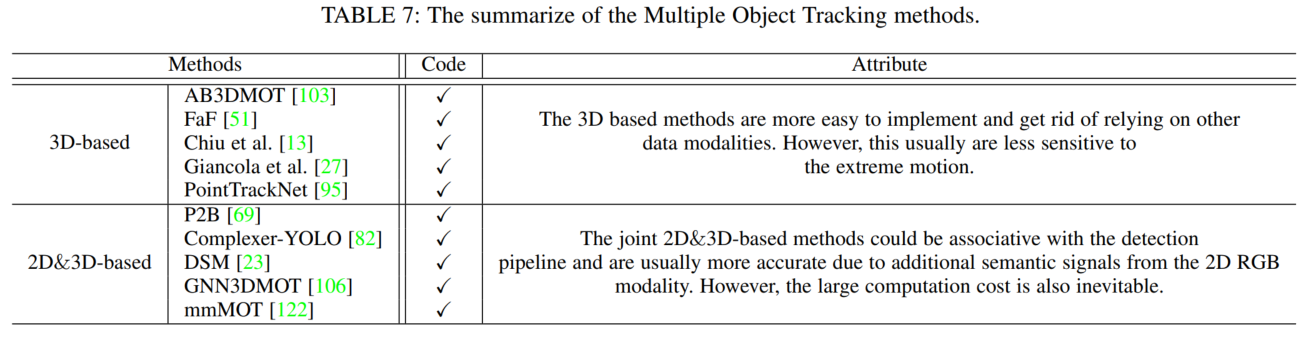 TABLE 7: The summarize of the Multiple Object Tracking methods.
Methods Code Attribute
3D-based
AB3DMOT [103] ✓
FaF [51] ✓
Chiu et al. [13] ✓
Giancola et al. [27] ✓
PointTrackNet [95] ✓
The 3D based methods are more easy to implement and get rid of relying on other
data modalities. However, this usually are less sensitive to
the extreme motion.
2D&3D-based
P2B [69] ✓
Complexer-YOLO [82] ✓
DSM [23] ✓
GNN3DMOT [106] ✓
mmMOT [122] ✓
The joint 2D&3D-based methods could be associative with the detection
pipeline and are usually more accurate due to additional semantic signals from the 2D RGB
modality. However, the large computation cost is also inevitable.